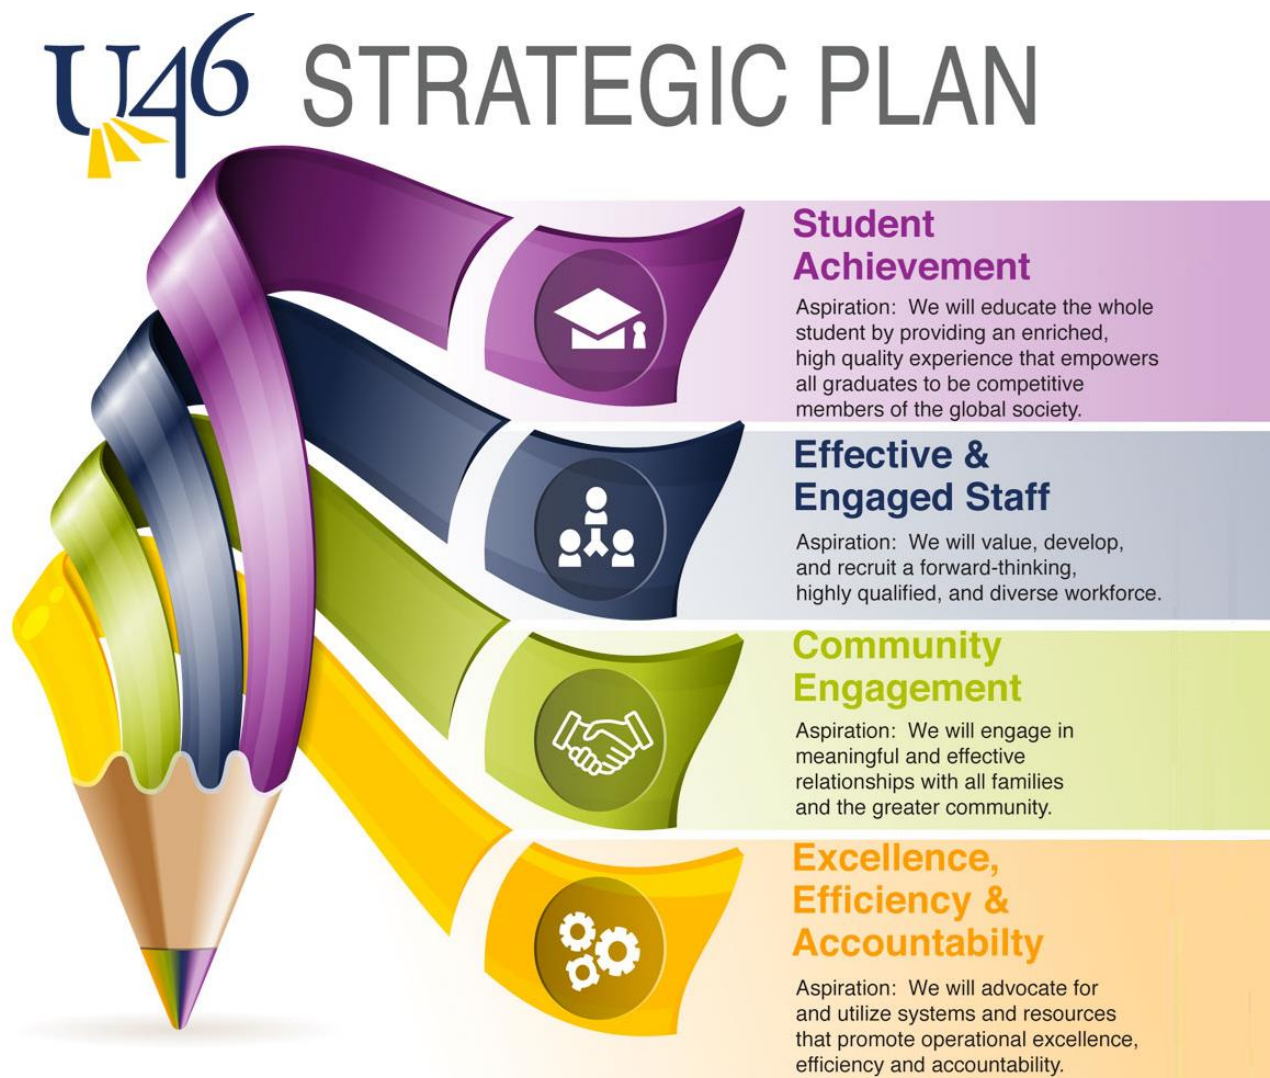 U46 STRATEGIC PLAN
Student
Achievement
Aspiration: We will educate the whole
student by providing an enriched,
high quality experience that empowers
all graduates to be competitive
members of the global society.
Effective &
Engaged Staff
Aspiration: We will value, develop,
and recruit a forward-thinking,
highly qualified, and diverse workforce.
Community
Engagement
Aspiration: We will engage in
meaningful and effective
relationships with all families
and the greater community.
Excellence,
Efficiency &
Accountabilty
Aspiration: We will advocate for
and utilize systems and resources
that promote operational excellence,
efficiency and accountability.